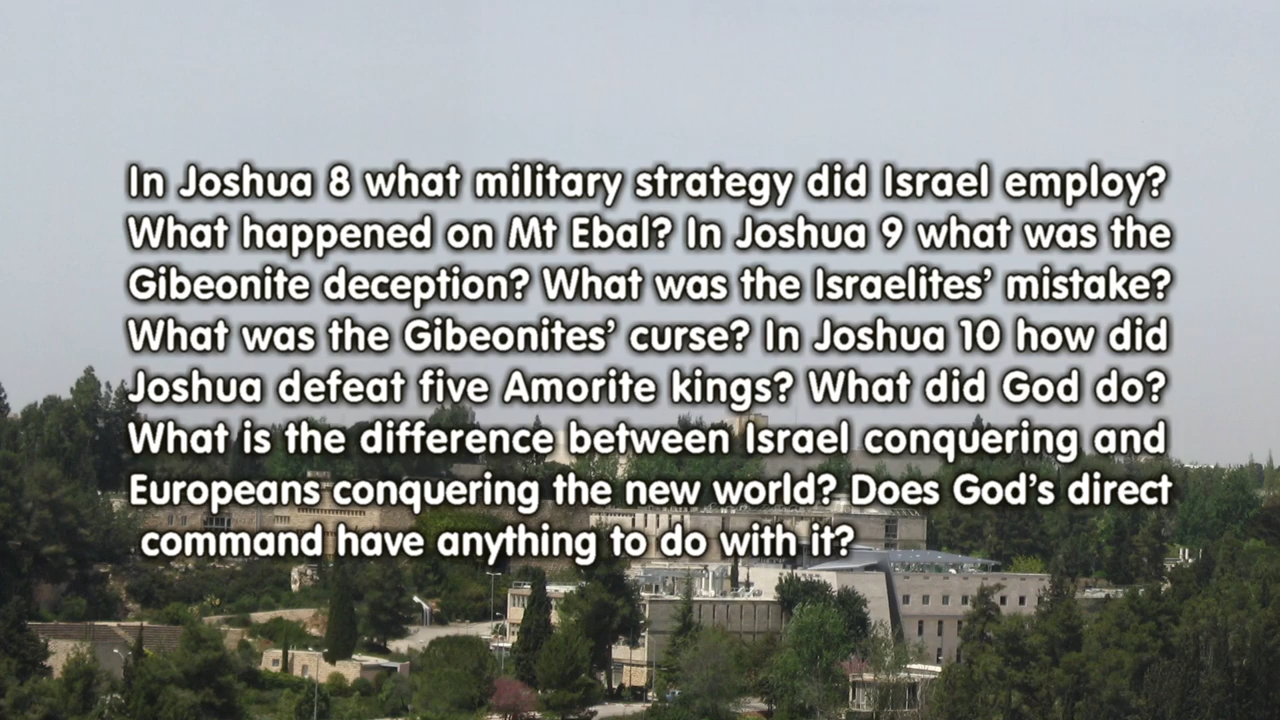 In Joshua 8 what military strategy did Israel employ?
What happened on Mt Ebal? In Joshua 9 what was the
Gibeonite deception? What was the Israelites’ mistake?
What was the Gibeonites’ curse? In Joshua 10 how did
Joshua defeat five Amorite kings? What did God do?
What is the difference between Israel conquering and
Europeans conquering the new world? Does God’s direct
command have anything to do with it?